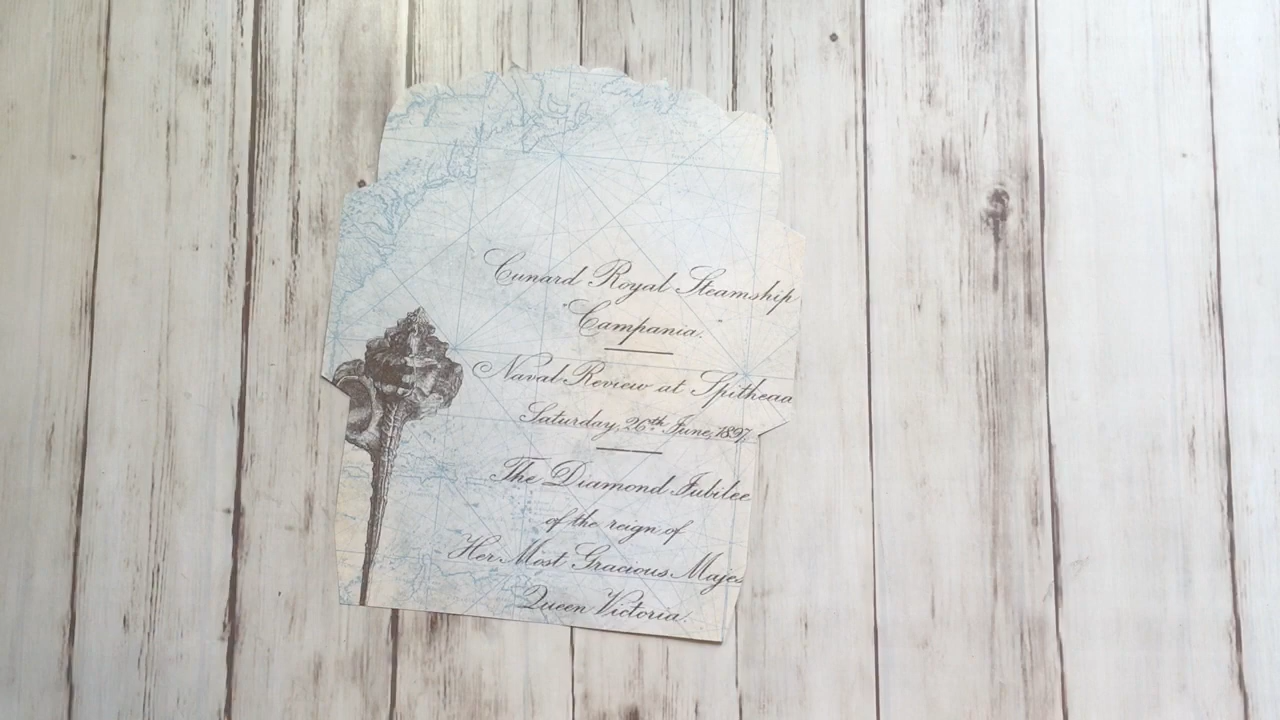 Cunard Royal Steamship
"Campania."
Naval Review at Spithead
Saturday, 26th June, 1897.
The Diamond Jubilee
of the reign of
Her Most Gracious Majes
Queen Victoria.